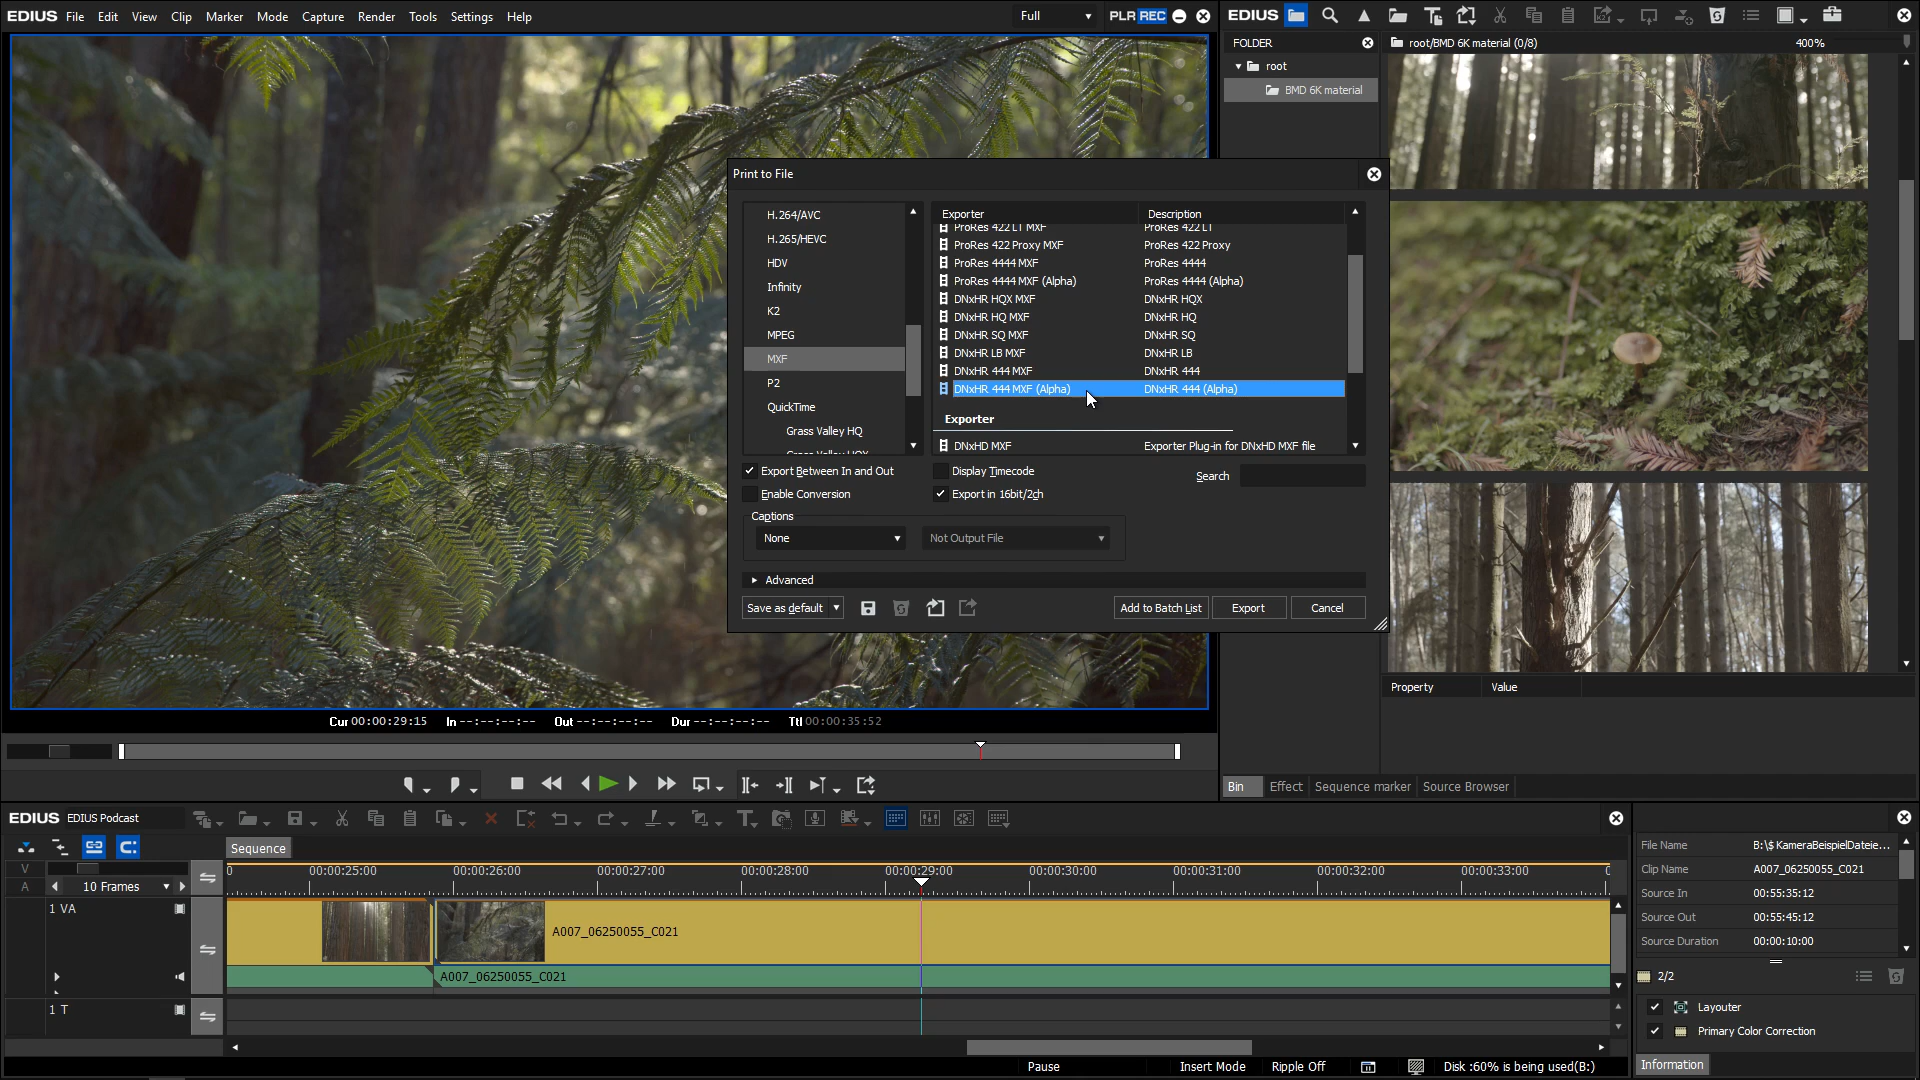 EDIUS File Edit View Clip Marker Mode Capture Render Tools Settings Help Full PLR REC
EDIUS
FOLDER
root/BMD 6K material (0/8) 400%
root
BMD 6K material
Print to File
H.264/AVC
H.265/HEVC
HDV
Infinity
K2
MPEG
MXF
P2
QuickTime
Grass Valley HQ
Grass Valley HQX
Exporter Description
ProRes 422 LT MXF ProRes 422 LT
ProRes 422 Proxy MXF ProRes 422 Proxy
ProRes 4444 MXF ProRes 4444
ProRes 4444 MXF (Alpha) ProRes 4444 (Alpha)
DNxHR HQX MXF DNxHR HQX
DNxHR HQ MXF DNxHR HQ
DNxHR SQ MXF DNxHR SQ
DNxHR LB MXF DNxHR LB
DNxHR 444 MXF DNxHR 444
DNxHR 444 MXF (Alpha) DNxHR 444 (Alpha)
Exporter
DNxHD MXF Exporter Plug-in for DNxHD MXF file
Export Between In and Out Display Timecode Search
Enable Conversion Export in 16bit/2ch
Captions
None Not Output File
Advanced
Save as default Add to Batch List Export Cancel
Property Value
Cur 00:00:29:15 In --:--:--:-- Out --:--:--:-- Dur --:--:--:-- Ttl 00:00:35:52
Bin Effect Sequence marker Source Browser
EDIUS EDIUS Podcast
Sequence
V
A 10 Frames
0 00:00:25:00 00:00:26:00 00:00:27:00 00:00:28:00 00:00:29:00 00:00:30:00 00:00:31:00 00:00:32:00 00:00:33:00
1 VA
A007_06250055_C021
A007_06250055_C021
1 T
File Name B:\$KameraBeispielDateie...
Clip Name A007_06250055_C021
Source In 00:55:35:12
Source Out 00:55:45:12
Source Duration 00:00:10:00
2/2
Layouter
Primary Color Correction
Information
Pause Insert Mode Ripple Off Disk :60% is being used(B:)